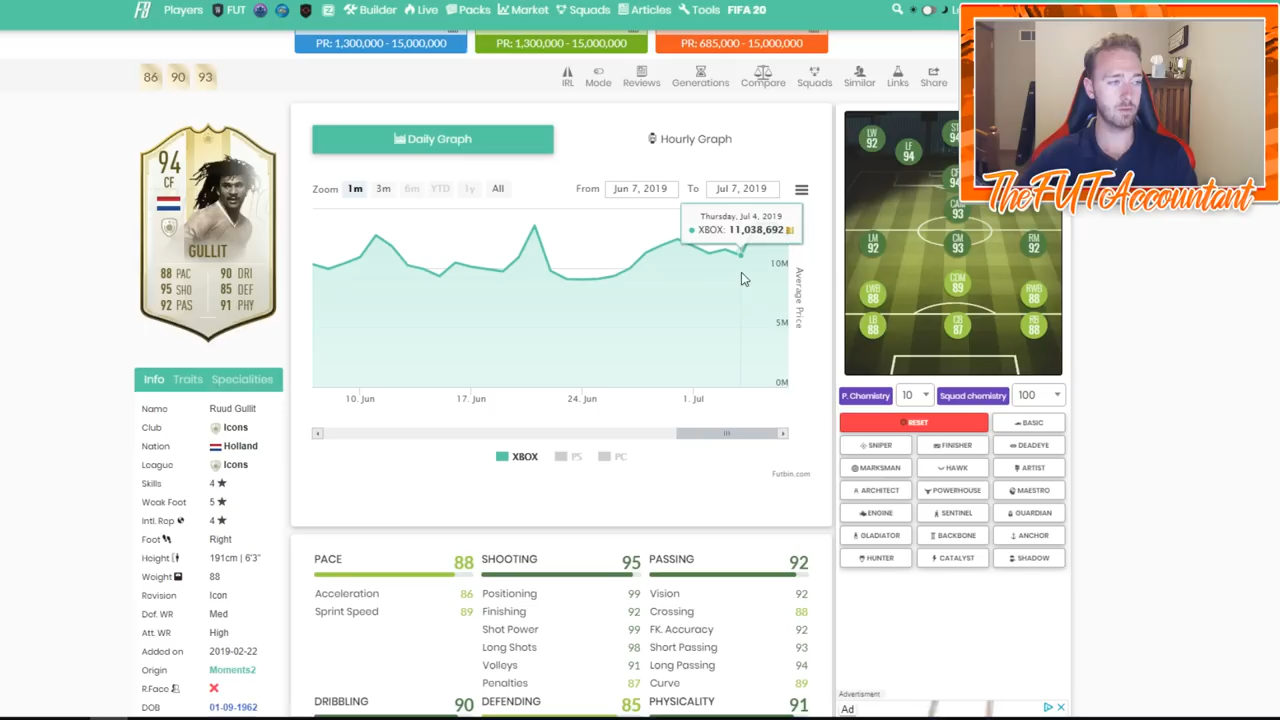 FB Players FUT Builder Live Packs Market Squads Articles Tools FIFA 20
PR: 1,300,000 - 15,000,000 PR: 1,300,000 - 15,000,000 PR: 685,000 - 15,000,000
86 90 93
IRL Mode Reviews Generations Compare Squads Similar Links Share
TheFUTAccountant
94
CF
GULLIT
88 PAC 90 DRI
95 SHO 85 DEF
92 PAS 91 PHY
Daily Graph Hourly Graph
Zoom 1m 3m 6m YTD 1y All From Jun 7, 2019 To Jul 7, 2019
Thursday, Jul 4, 2019
XBOX: 11,038,692
10M
5M
0M
Average Price
10. Jun 17. Jun 24. Jun 1. Jul
XBOX PS PC
Futbin.com
LW 92
LF 94
ST 94
CF 94
CAM 93
LM 92
CM 93
RM 92
LWB 88
CDM 89
RWB 88
LB 88
CB 87
RB 88
P. Chemistry 10 Squad chemistry 100
RESET BASIC
SNIPER FINISHER DEADEYE
MARKSMAN HAWK ARTIST
ARCHITECT POWERHOUSE MAESTRO
ENGINE SENTINEL GUARDIAN
GLADIATOR BACKBONE ANCHOR
HUNTER CATALYST SHADOW
Info Traits Specialities
Name Ruud Gullit
Club Icons
Nation Holland
League Icons
Skills 4
Weak Foot 5
Intl. Rep 4
Foot Right
Height 191cm | 6'3"
Weight 88
Revision Icon
Def. WR Med
Att. WR High
Added on 2019-02-22
Origin Moments2
R.Face
DOB 01-09-1962
PACE 88 SHOOTING 95 PASSING 92
Acceleration 86 Positioning 99 Vision 92
Sprint Speed 89 Finishing 92 Crossing 88
Shot Power 99 FK. Accuracy 92
Long Shots 98 Short Passing 93
Volleys 91 Long Passing 94
Penalties 87 Curve 89
DRIBBLING 90 DEFENDING 85 PHYSICALITY 91
Advertisment
Ad